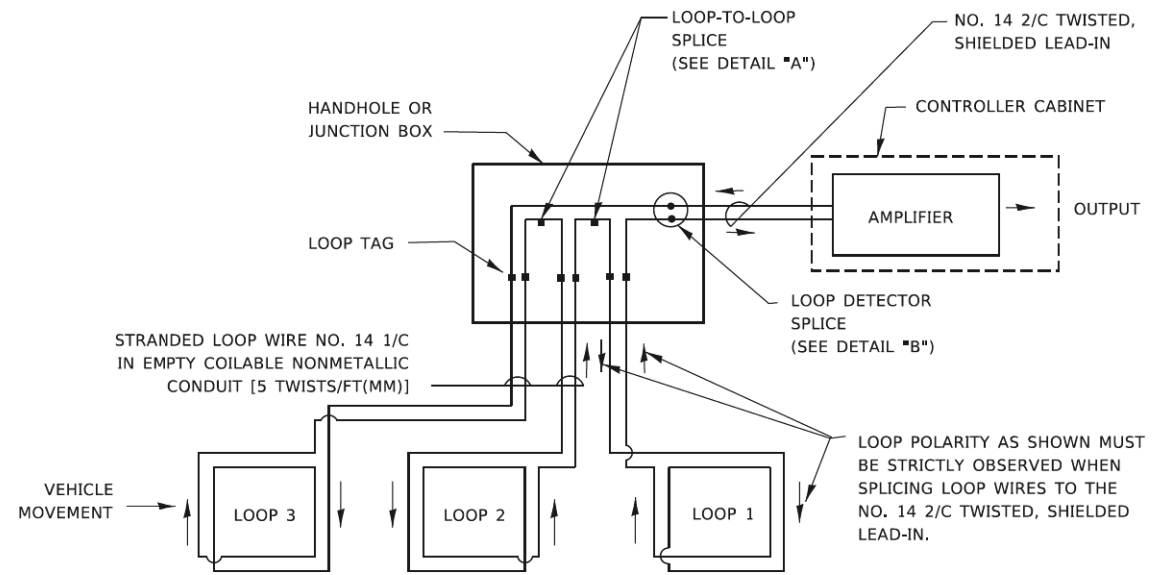 LOOP-TO-LOOP
SPLICE
(SEE DETAIL "A")
NO. 14 2/C TWISTED,
SHIELDED LEAD-IN
HANDHOLE OR
JUNCTION BOX
CONTROLLER CABINET
AMPLIFIER
OUTPUT
LOOP TAG
LOOP DETECTOR
SPLICE
(SEE DETAIL "B")
STRANDED LOOP WIRE NO. 14 1/C
IN EMPTY COILABLE NONMETALLIC
CONDUIT [5 TWISTS/FT(MM)]
LOOP POLARITY AS SHOWN MUST
BE STRICTLY OBSERVED WHEN
SPLICING LOOP WIRES TO THE
NO. 14 2/C TWISTED, SHIELDED
LEAD-IN.
VEHICLE
MOVEMENT
LOOP 3
LOOP 2
LOOP 1